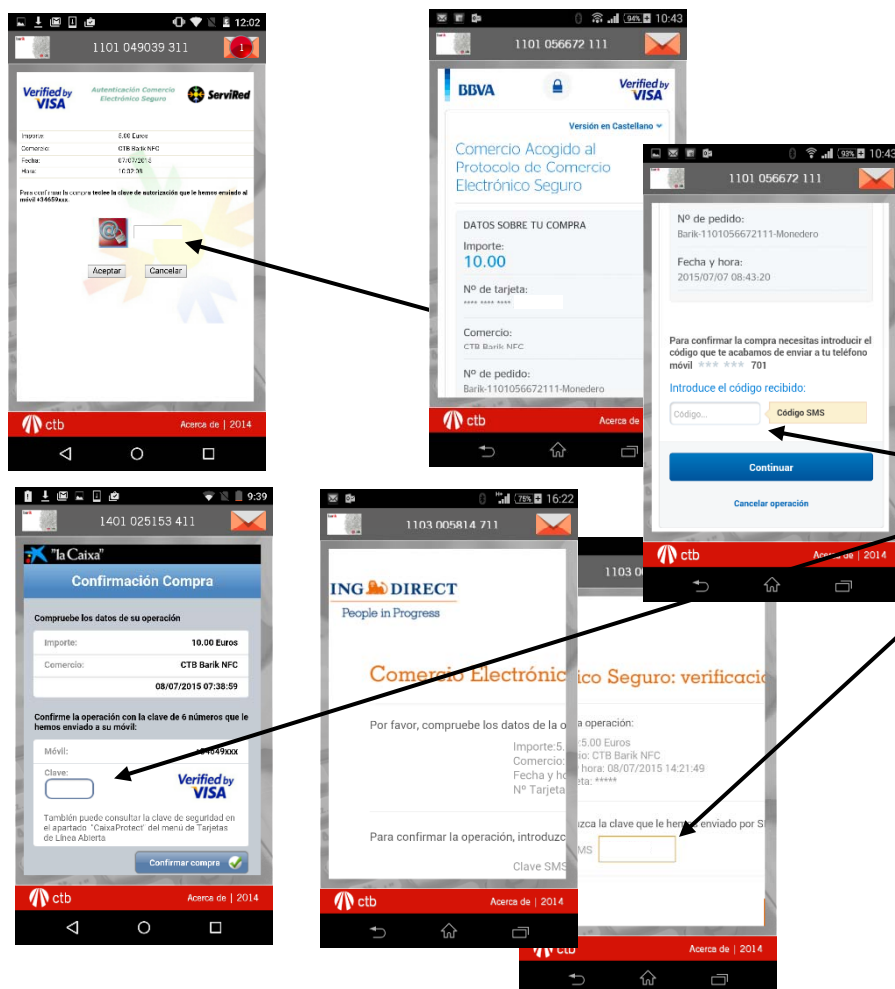 12:02
1101 049039 311
1
Verified by
VISA
Autenticación Comercio
Electrónico Seguro
ServiRed
Importe: 5,00 Euros
Comercio: CTB Barik NFC
Fecha: 07/07/2015
Hora:
Para confirmar la compra teclee la clave de autorización que le hemos enviado al
móvil +34659xxx.
Aceptar Cancelar
ctb Acerca de | 2014
94% 10:43
1101 056672 111
BBVA
Verified by
VISA
Versión en Castellano
Comercio Acogido al
Protocolo de Comercio
Electrónico Seguro
DATOS SOBRE TU COMPRA
Importe:
10.00
Nº de tarjeta:
**** **** ****
Comercio:
CTB Barik NFC
Nº de pedido:
Barik-1101056672111-Monedero
ctb Acerca de
93% 10:43
1101 056672 111
Nº de pedido:
Barik-1101056672111-Monedero
Fecha y hora:
2015/07/07 08:43:20
Para confirmar la compra necesitas introducir el
código que te acabamos de enviar a tu teléfono
móvil *** *** 701
Introduce el código recibido:
Código... Código SMS
Continuar
Cancelar operación
ctb Acerca de | 2014
9:39
1401 025153 411
"la Caixa"
Confirmación Compra
Compruebe los datos de su operación
Importe: 10.00 Euros
Comercio: CTB Barik NFC
08/07/2015 07:38:59
Confirme la operación con la clave de 6 números que le
hemos enviado a su móvil:
Móvil: +34649xxx
Clave:
Verified by
VISA
También puede consultar la clave de seguridad en
el apartado "CaixaProtect" del menú de Tarjetas
de Línea Abierta
Confirmar compra
ctb Acerca de | 2014
75% 16:22
1103 005814 711
ING DIRECT
People in Progress
Comercio Electrónic
Por favor, compruebe los datos de la o
Importe:5.
Comercio:
Fecha y ho
Nº Tarjeta
Para confirmar la operación, introduzc
Clave SMS
ctb Acerca de | 2014
1103 00
ico Seguro: verificació
a operación:
:5.00 Euros
io: CTB Barik NFC
hora: 08/07/2015 14:21:49
eta: *****
uzca la clave que le hemos enviado por S
MS
ctb Acerca de | 2014